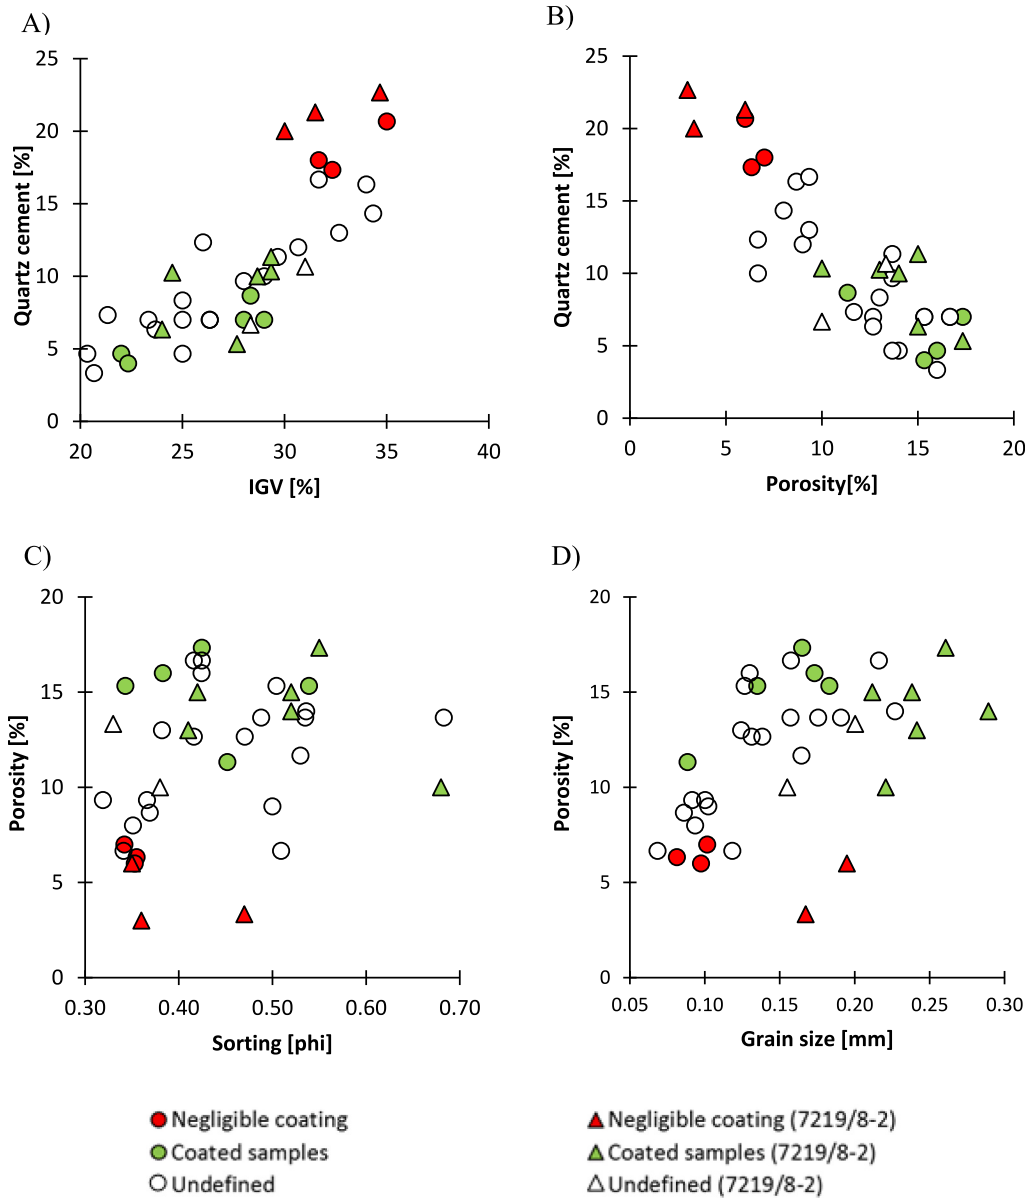 A)
25
20
15
10
5
0
Quartz cement [%]
20 25 30 35 40
IGV [%]
B)
25
20
15
10
5
0
Quartz cement [%]
0 5 10 15 20
Porosity[%]
C)
20
15
10
5
0
Porosity [%]
0.30 0.40 0.50 0.60 0.70
Sorting [phi]
D)
20
15
10
5
0
Porosity [%]
0.05 0.10 0.15 0.20 0.25 0.30
Grain size [mm]
Negligible coating
Coated samples
Undefined
Negligible coating (7219/8-2)
Coated samples (7219/8-2)
Undefined (7219/8-2)